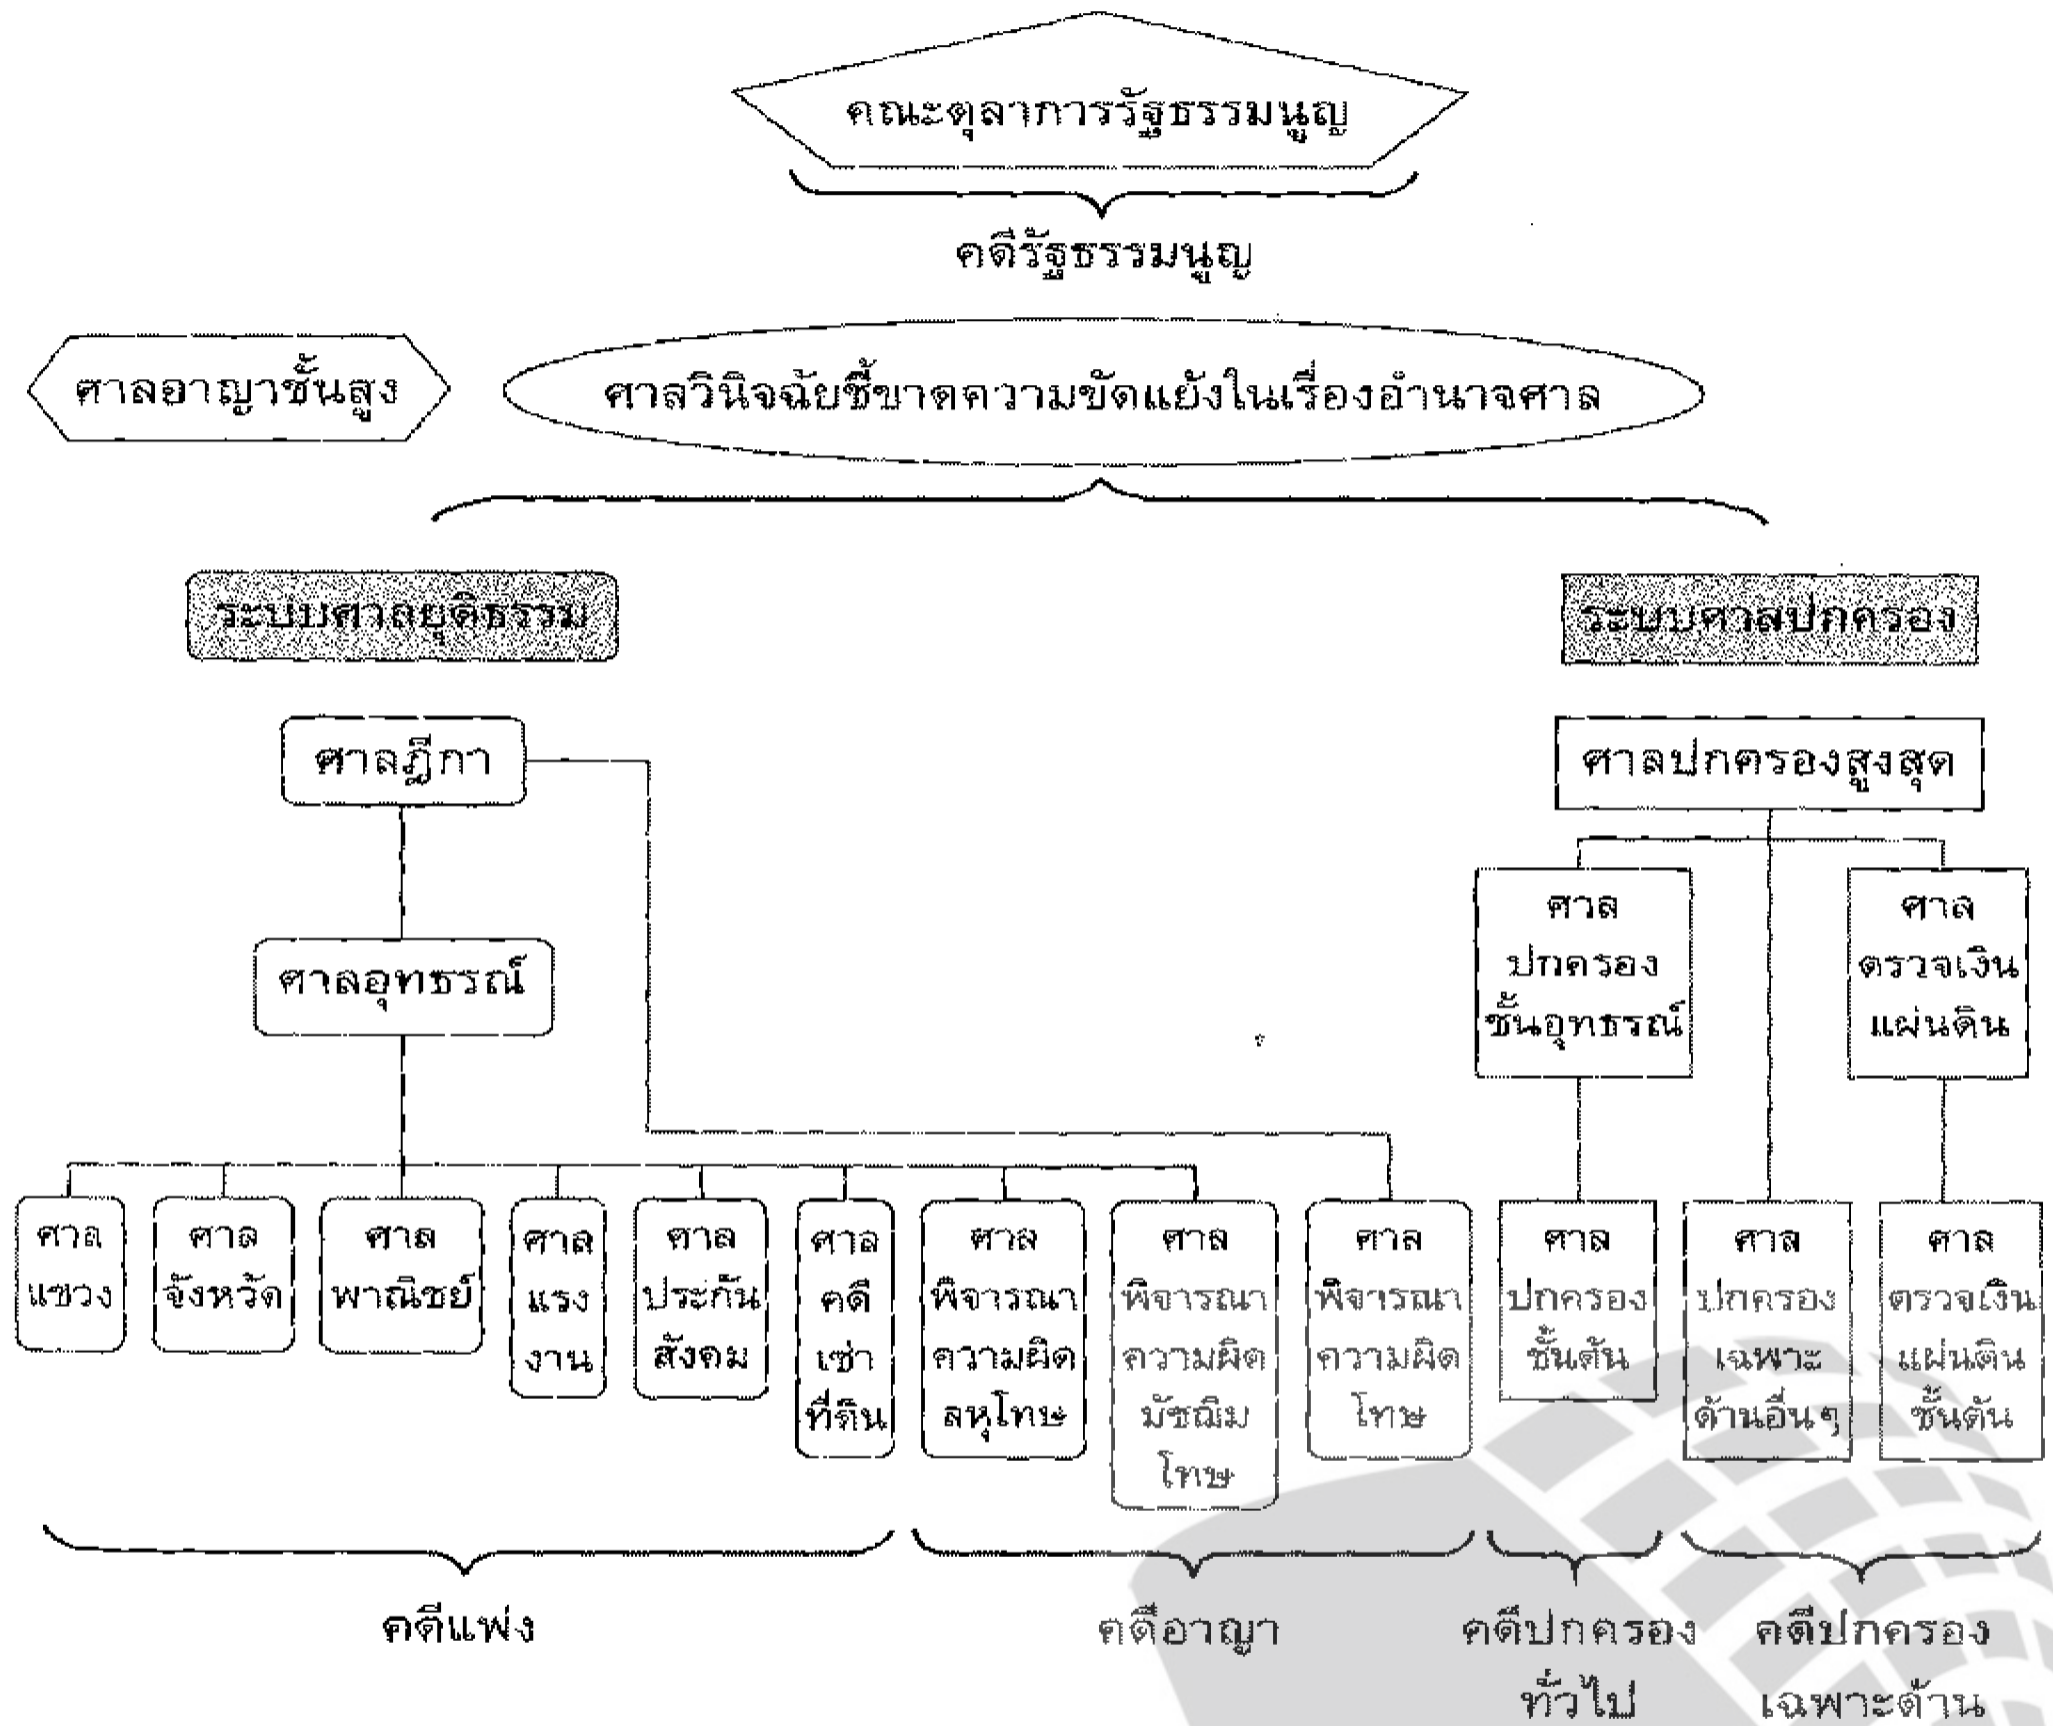 คณะตุลาการรัฐธรรมนูญ
คดีรัฐธรรมนูญ
ศาลอาญาชั้นสูง
ศาลวินิจฉัยชี้ขาดความขัดแย้งในเรื่องอำนาจศาล
ระบบศาลยุติธรรม
ระบบศาลปกครอง
ศาลฎีกา
ศาลปกครองสูงสุด
ศาลอุทธรณ์
ศาล
ปกครอง
ชั้นอุทธรณ์
ศาล
ตรวจเงิน
แผ่นดิน
ศาล
แขวง
ศาล
จังหวัด
ศาล
พาณิชย์
ศาล
แรง
งาน
ศาล
ประกัน
สังคม
ศาล
คดี
เช่า
ที่ดิน
ศาล
พิจารณา
ความผิด
ลหุโทษ
ศาล
พิจารณา
ความผิด
มัชฌิม
โทษ
ศาล
พิจารณา
ความผิด
โทษ
ศาล
ปกครอง
ชั้นต้น
ศาล
ปกครอง
เฉพาะ
ด้านอื่นๆ
ศาล
ตรวจเงิน
แผ่นดิน
ชั้นต้น
คดีแพ่ง
คดีอาญา
คดีปกครอง
ทั่วไป
คดีปกครอง
เฉพาะด้าน